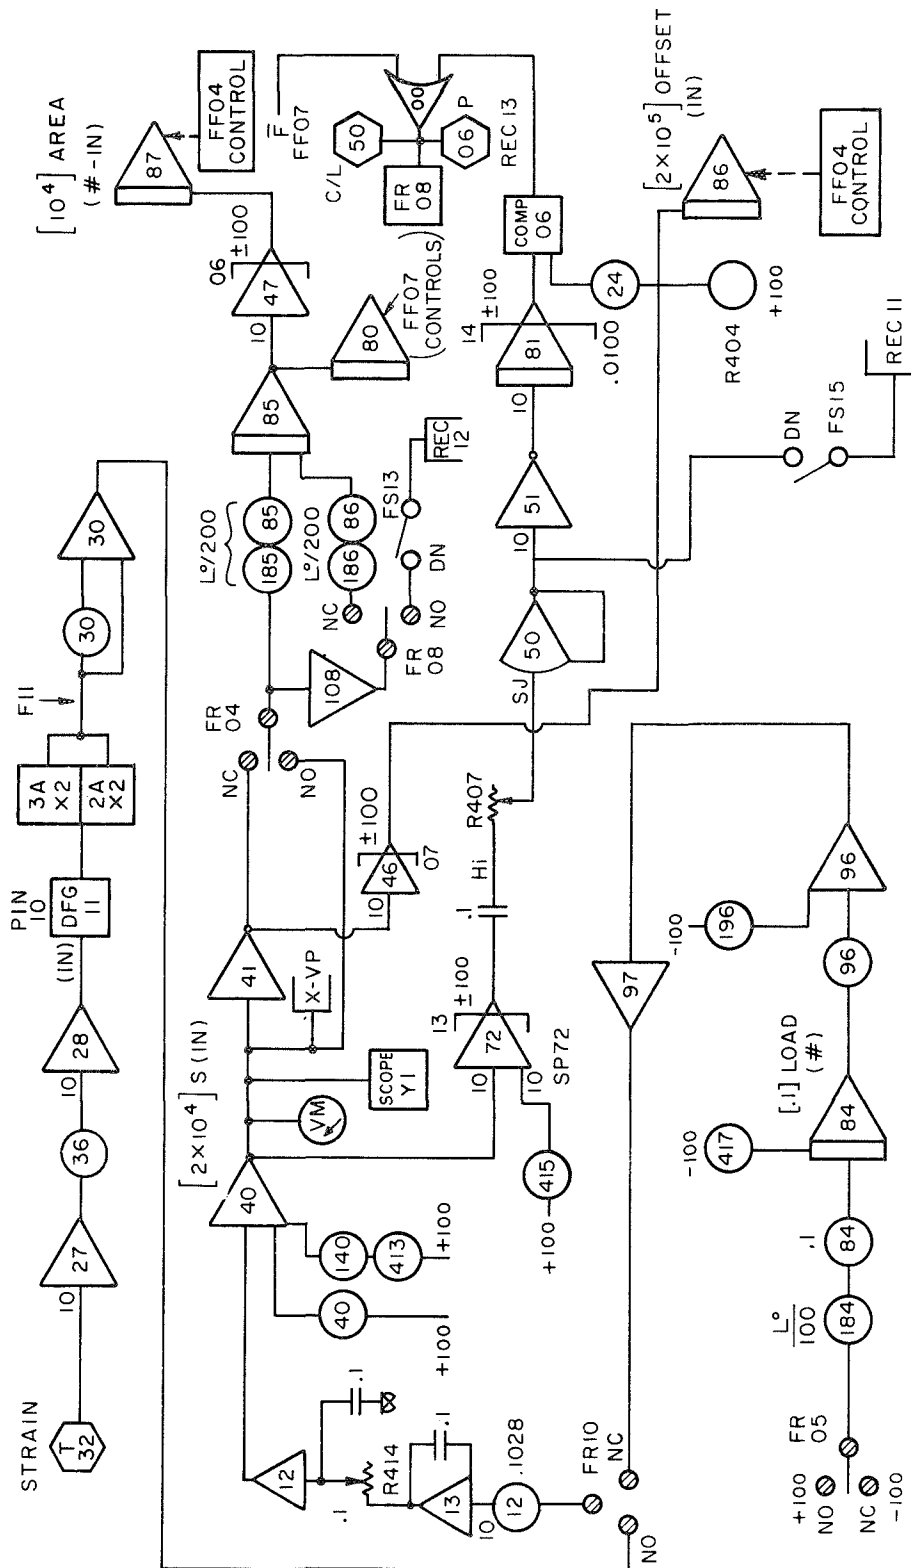 STRAIN
T
32
10
27
36
10
28
(IN)
PIN
10
DFG
11
3A
X2
2A
X2
F11
30
30
[10⁴] AREA
(#-IN)
87
FF04
CONTROL
06
±100
10
47
F̅
FF07
C/L
50
00
FR
08
06
P
REC 13
80
FF07
(CONTROLS)
85
L°/200
185
85
L°/200
186
86
NC
FS13
REC
12
DN
NO
FR
08
108
FR
04
NC
NO
[2×10⁴] S (IN)
40
41
VM
SCOPE
Y1
X-VP
140
413
+100
40
+100
12
.1
.1
R414
13
.1
10
12
.1028
FR10
NC
NO
10
46
±100
07
13
±100
10
72
10
SP72
415
+100
.1
Hi
R407
SJ
50
10
51
10
81
14
±100
.0100
COMP
06
24
R404
+100
[2×10⁵] OFFSET
(IN)
86
FF04
CONTROL
DN
FS15
REC 11
97
-100
196
96
96
[.1] LOAD
(#)
-100
417
84
.1
84
L°
100
184
FR
05
+100
NO
NC
-100